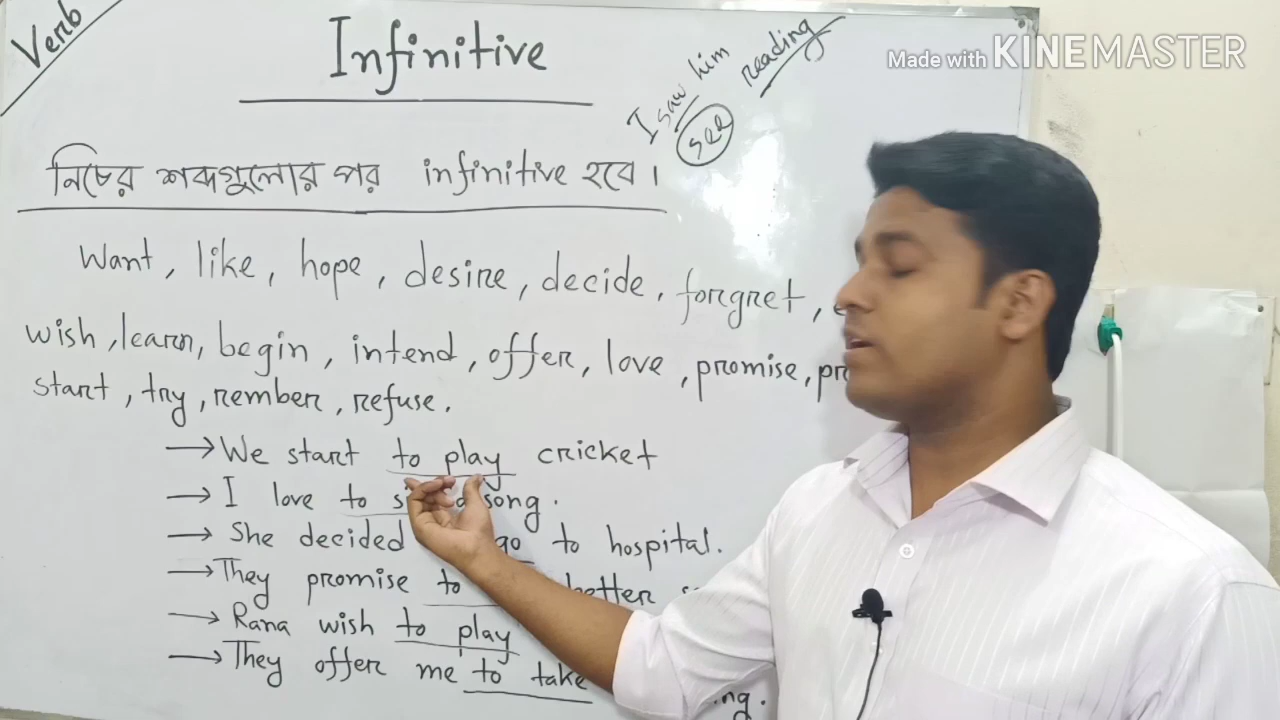 Verb
Infinitive
I saw him reading
see
Made with KINEMASTER
নিচের শব্দগুলোর পর infinitive হবে।
Want, like, hope, desire, decide, forgret,
wish, learn, begin, intend, offer, love, promise,
start, try, rember, refuse.
→ We start to play cricket
→ I love to song.
→ She decided go to hospital.
→ They promise to better
→ Rana wish to play
→ They offer me to take